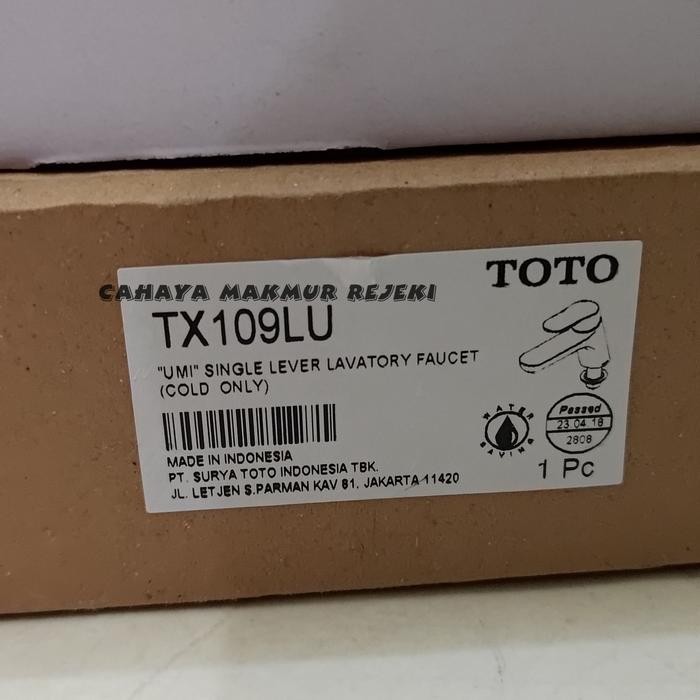 TOTO
CAHAYA MAKMUR REJEKI
TX109LU
"UMI" SINGLE LEVER LAVATORY FAUCET
(COLD ONLY)
WATER SAVING
Passed
23 04 18
2808
1 Pc
MADE IN INDONESIA
PT. SURYA TOTO INDONESIA TBK.
JL. LETJEN S.PARMAN KAV 81. JAKARTA 11420